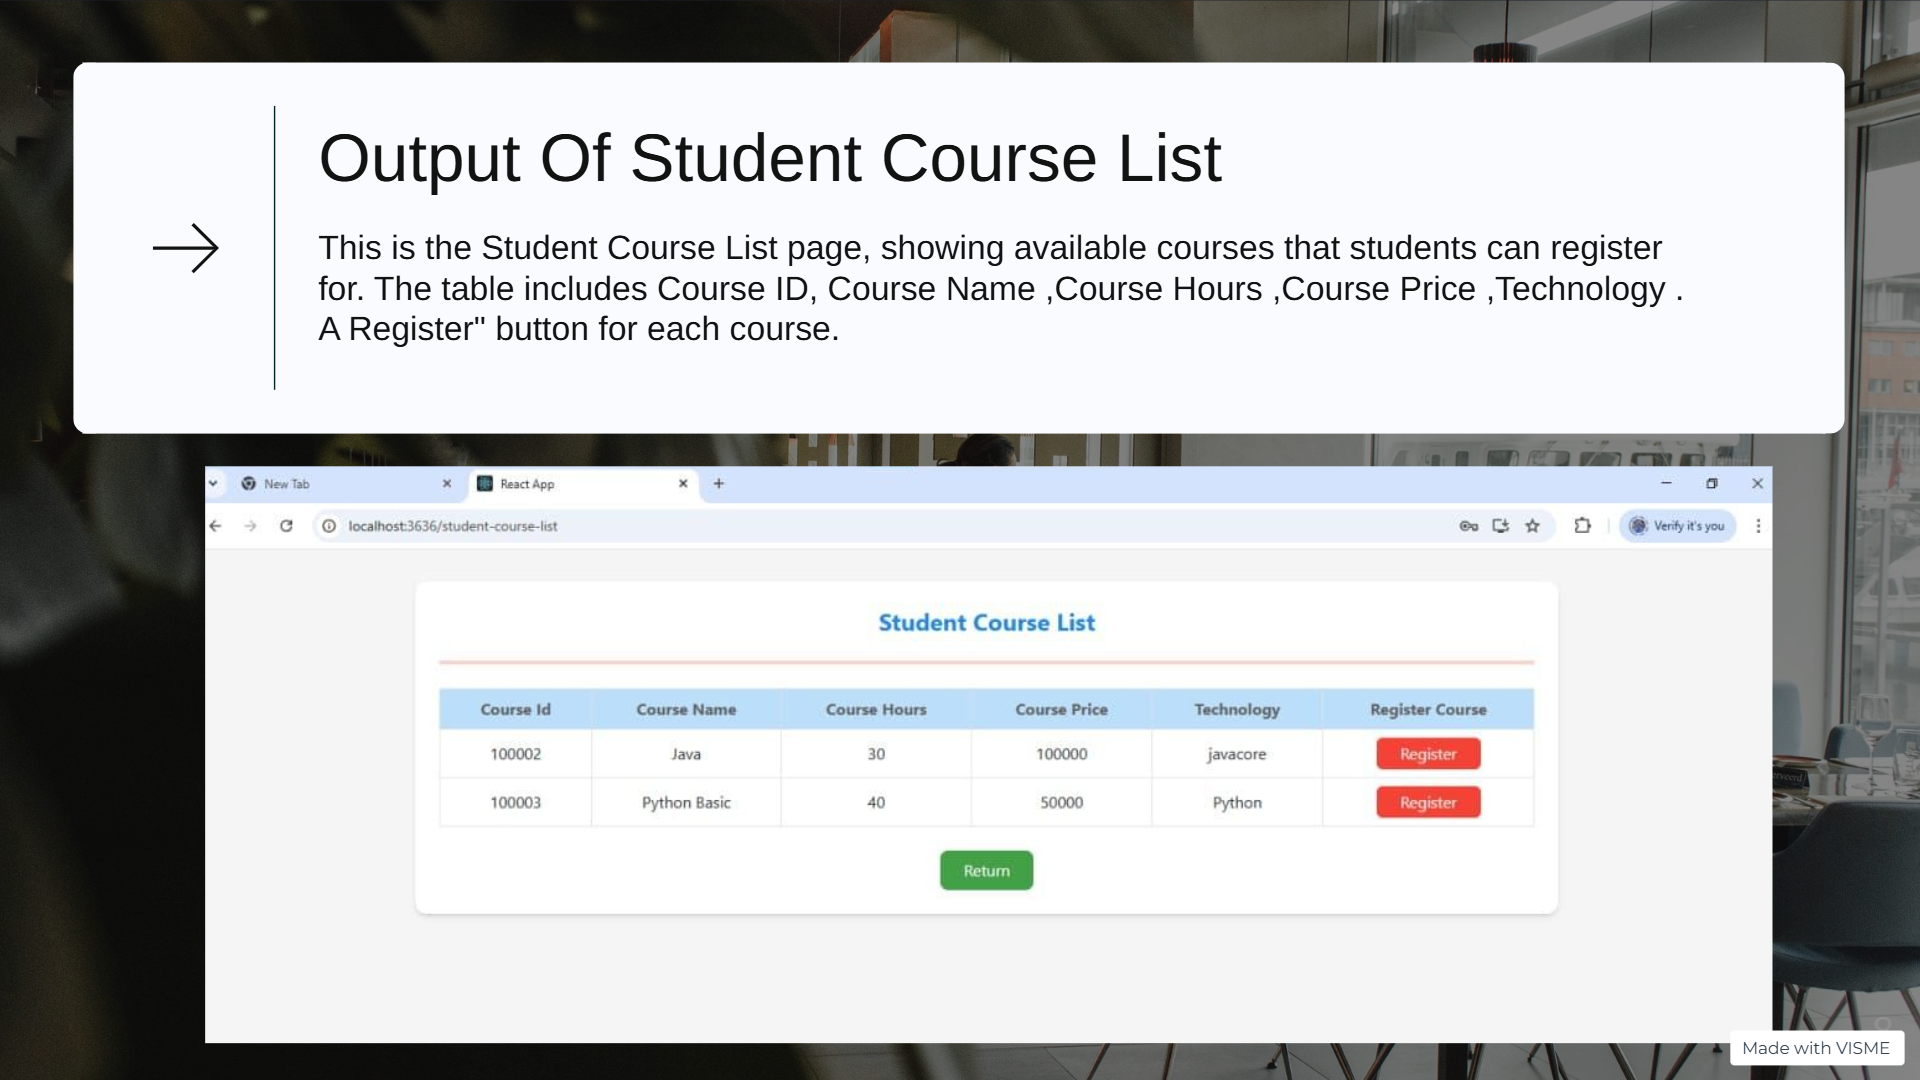 Output Of Student Course List
This is the Student Course List page, showing available courses that students can register
for. The table includes Course ID, Course Name ,Course Hours ,Course Price ,Technology .
A Register" button for each course.
New Tab
React App
localhost:3636/student-course-list
Verify it's you
Student Course List
Course Id Course Name Course Hours Course Price Technology Register Course
100002 Java 30 100000 javacore Register
100003 Python Basic 40 50000 Python Register
Return
Made with VISME